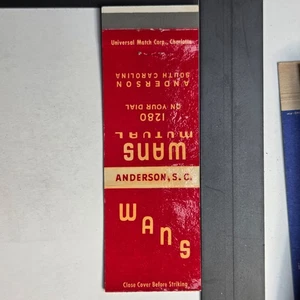 Universal Match Corp., Charlotte
ANDERSON
SOUTH CAROLINA
1280
ON YOUR DIAL
MUTUAL
WANS
ANDERSON, S. C.
WANS
Close Cover Before Striking